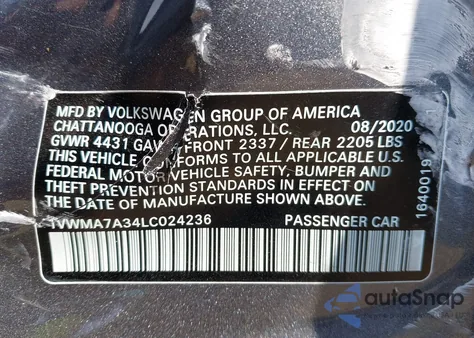 MFD BY VOLKSWAGEN GROUP OF AMERICA
CHATTANOOGA OPERATIONS, LLC. 08/2020
GVWR 4431 GAWR FRONT 2337 / REAR 2205 LBS
THIS VEHICLE CONFORMS TO ALL APPLICABLE U.S.
FEDERAL MOTOR VEHICLE SAFETY, BUMPER AND
THEFT PREVENTION STANDARDS IN EFFECT ON
THE DATE OF MANUFACTURE SHOWN ABOVE.
1VWMA7A34LC024236 PASSENGER CAR
1640019
autoSnap